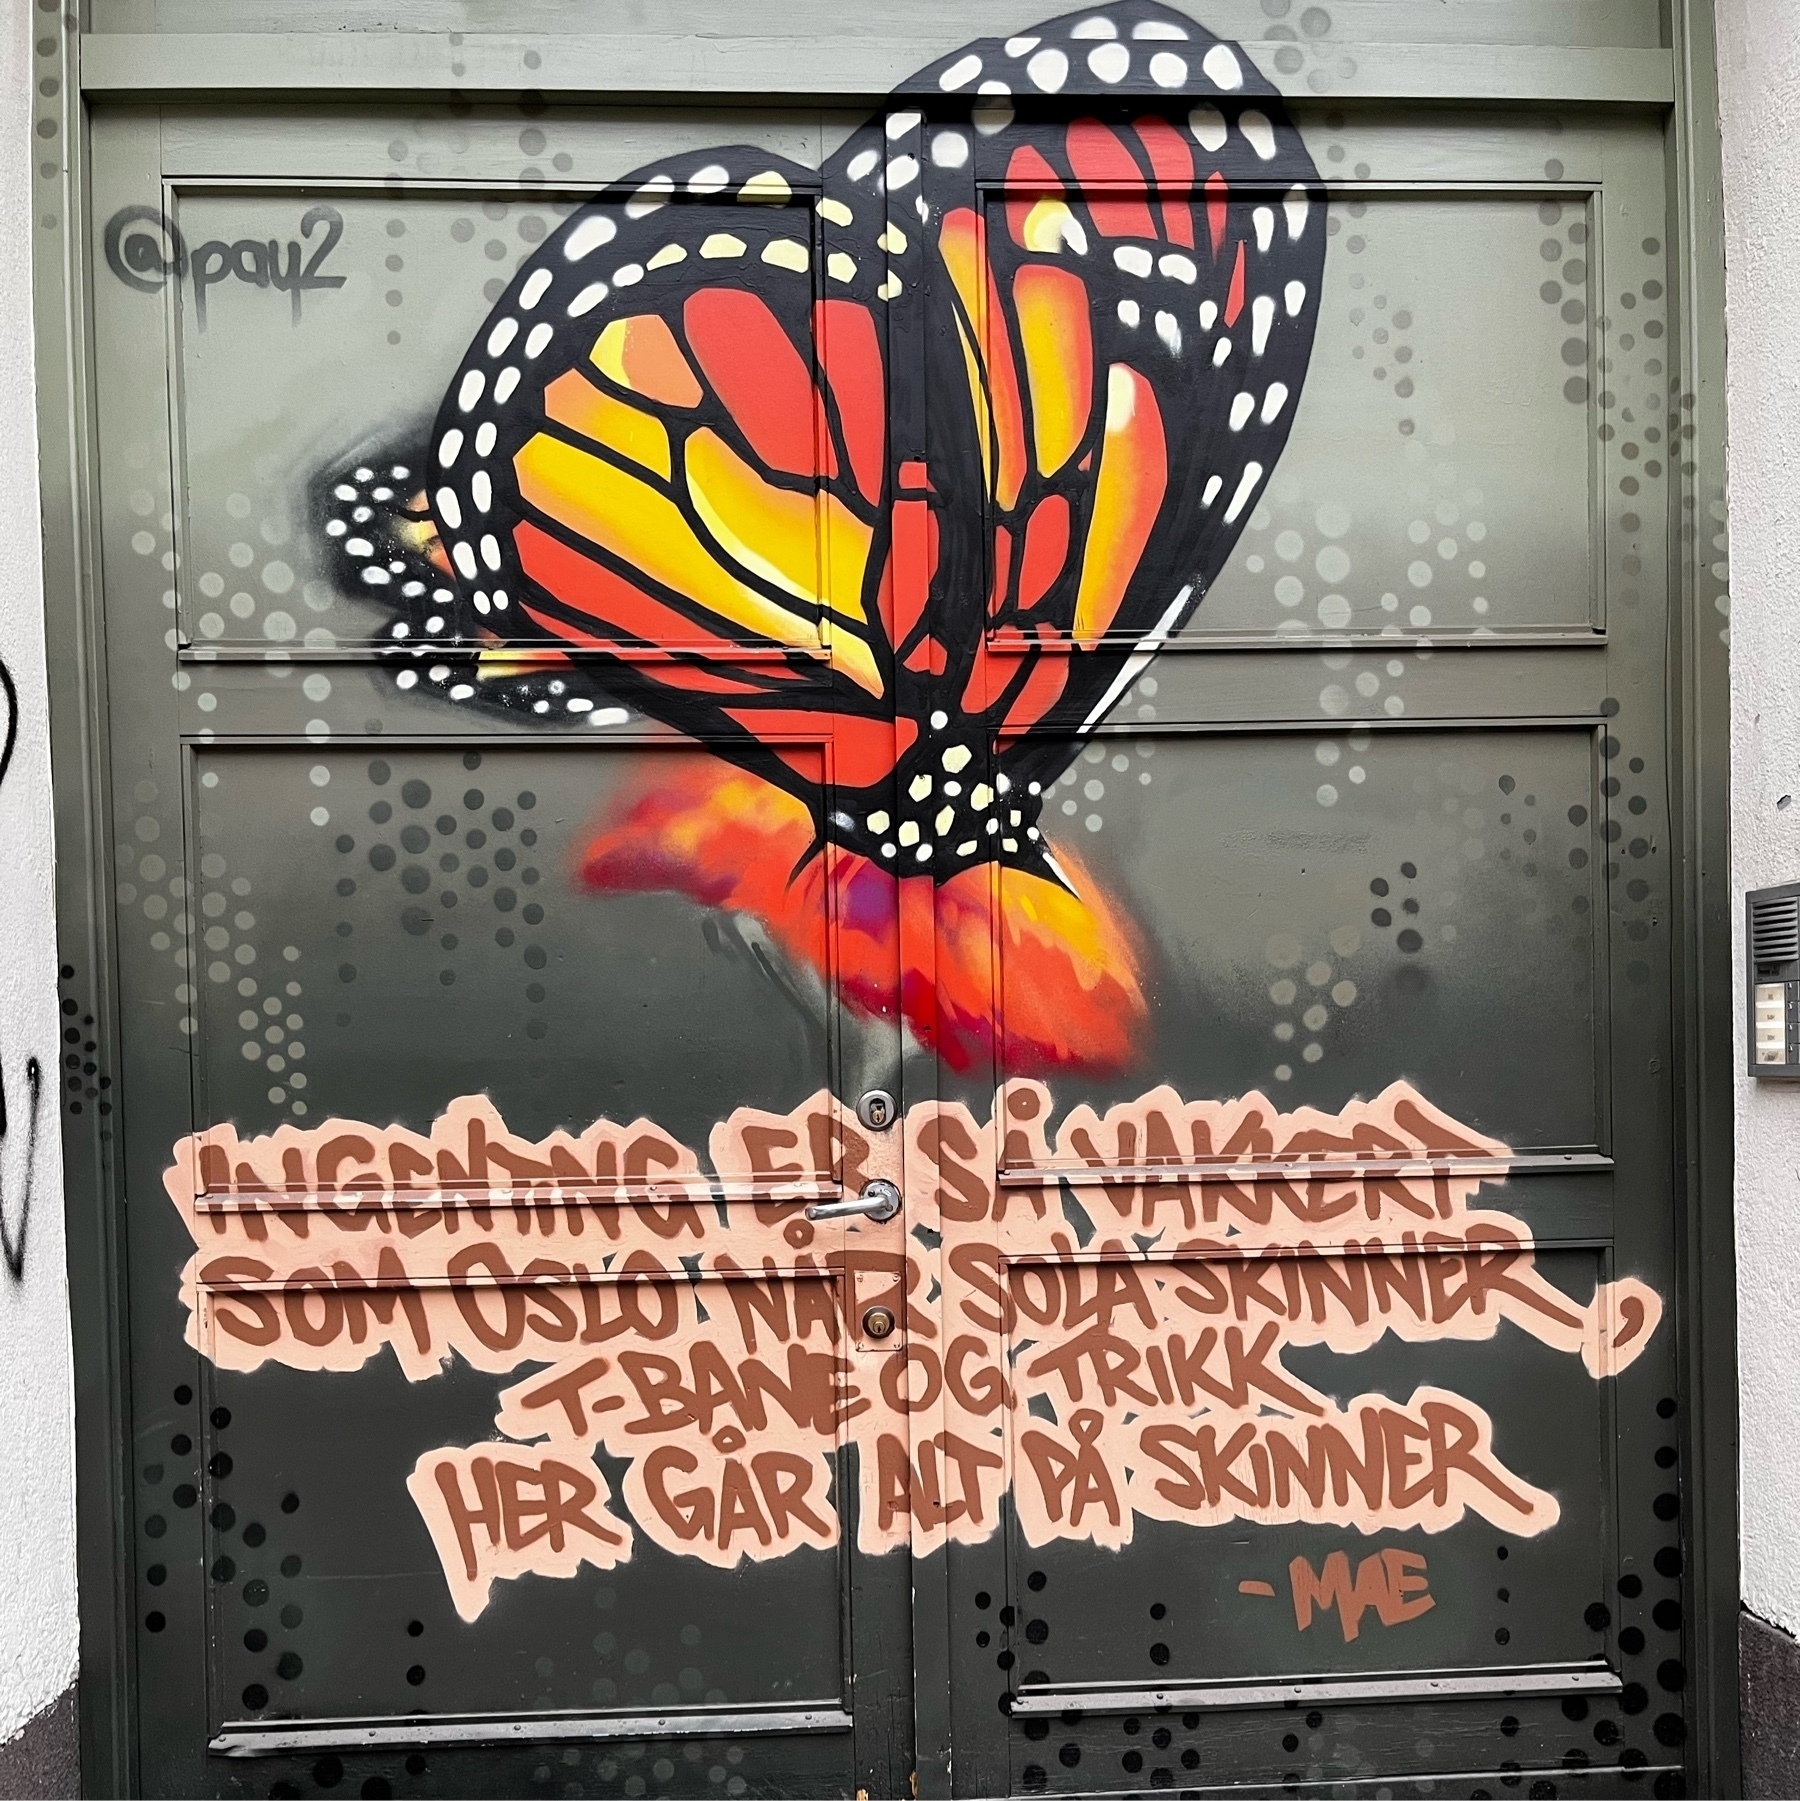 @pay2
INGENTING ER SÅ VAKKERT
SOM OSLO NÅR SOLA SKINNER,
T-BANE OG TRIKK
HER GÅR ALT PÅ SKINNER
- MAE